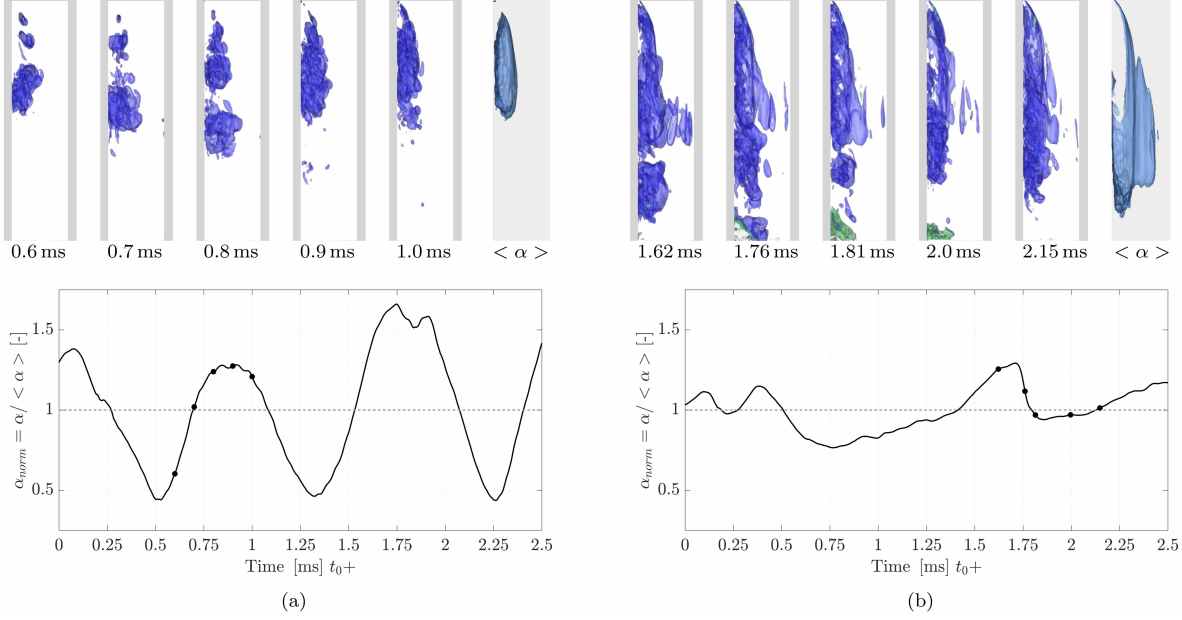 0.6 ms 0.7 ms 0.8 ms 0.9 ms 1.0 ms < α >
1.62 ms 1.76 ms 1.81 ms 2.0 ms 2.15 ms < α >
α_norm = α/ < α > [-]
1.5
1
0.5
0 0.25 0.5 0.75 1 1.25 1.5 1.75 2 2.25 2.5
Time [ms] t_0+
(a)
α_norm = α/ < α > [-]
1.5
1
0.5
0 0.25 0.5 0.75 1 1.25 1.5 1.75 2 2.25 2.5
Time [ms] t_0+
(b)